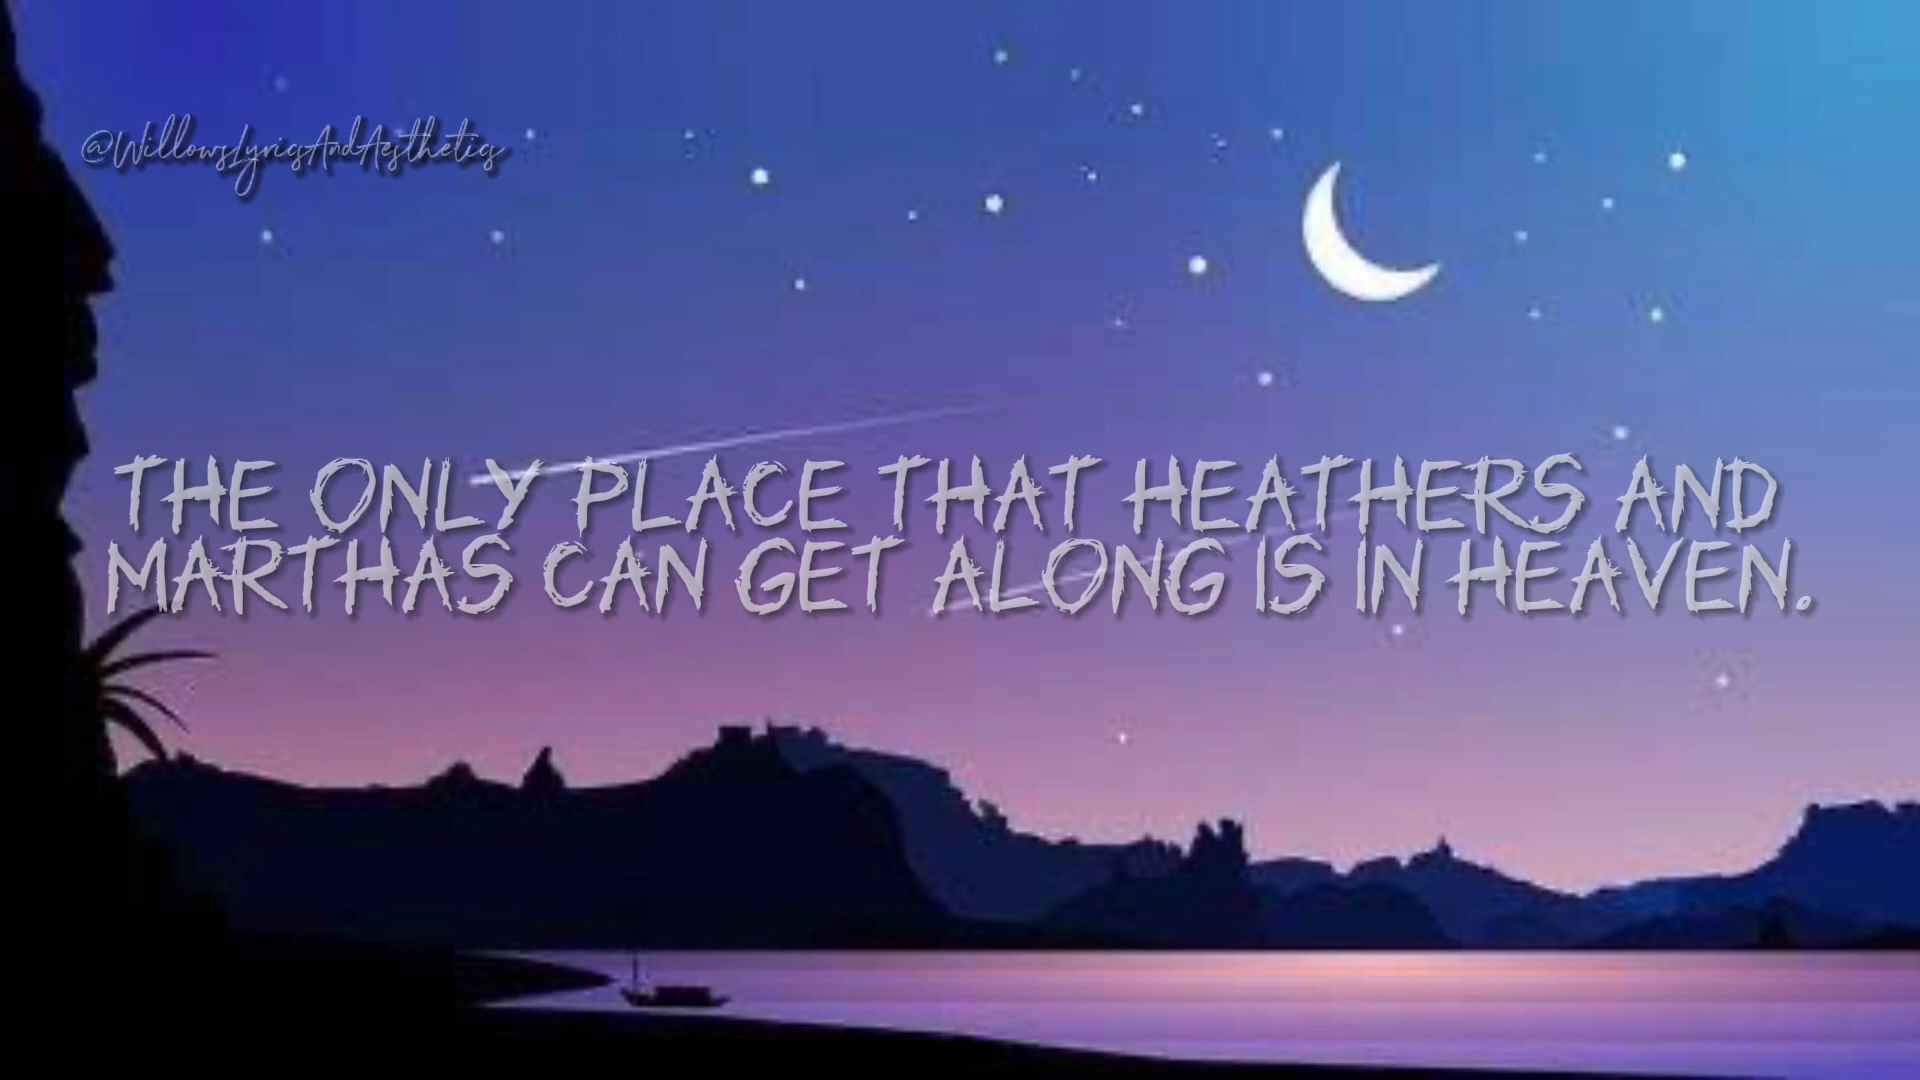 @WillowsLyricsAndAesthetics
THE ONLY PLACE THAT HEATHERS AND
MARTHAS CAN GET ALONG IS IN HEAVEN.